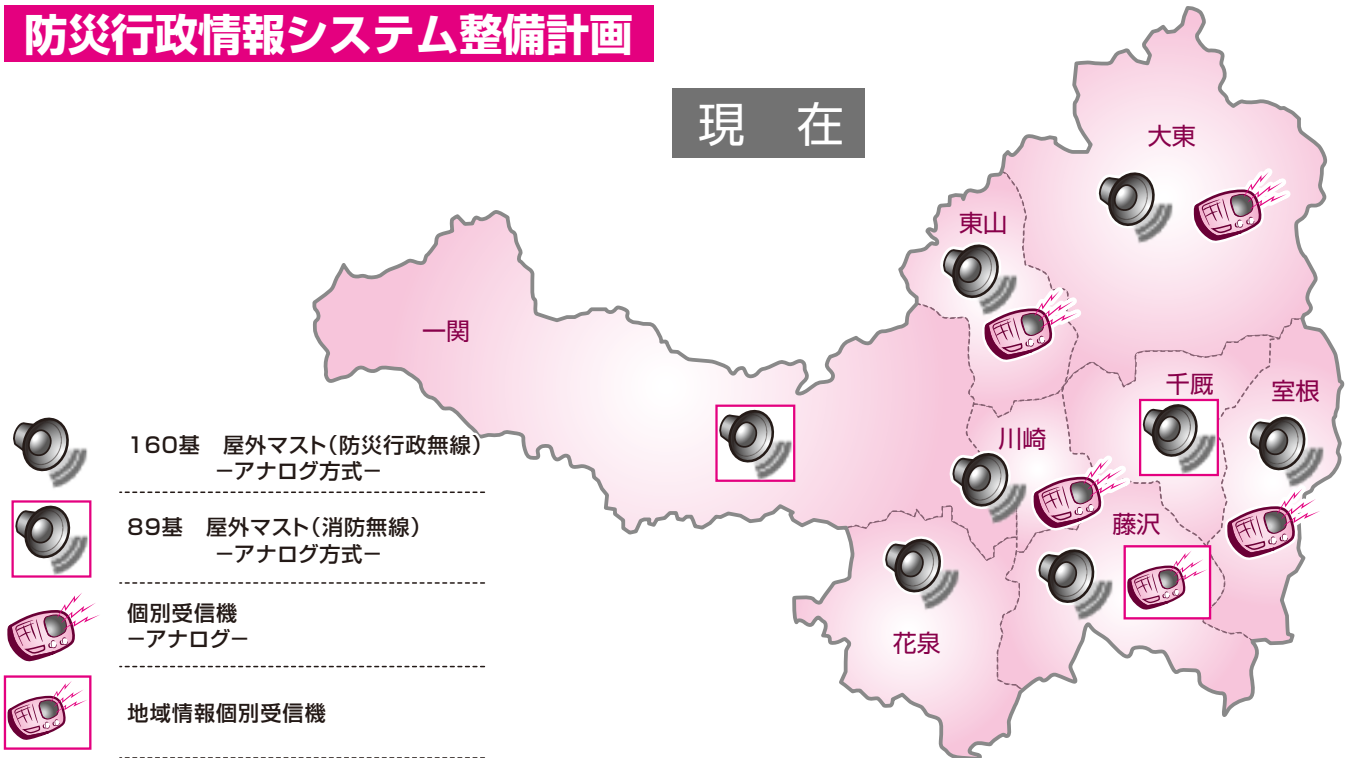 防災行政情報システム整備計画
現 在
大東
東山
一関
千厩
室根
川崎
藤沢
花泉
160基 屋外マスト(防災行政無線)
−アナログ方式−
89基 屋外マスト(消防無線)
−アナログ方式−
個別受信機
−アナログ−
地域情報個別受信機